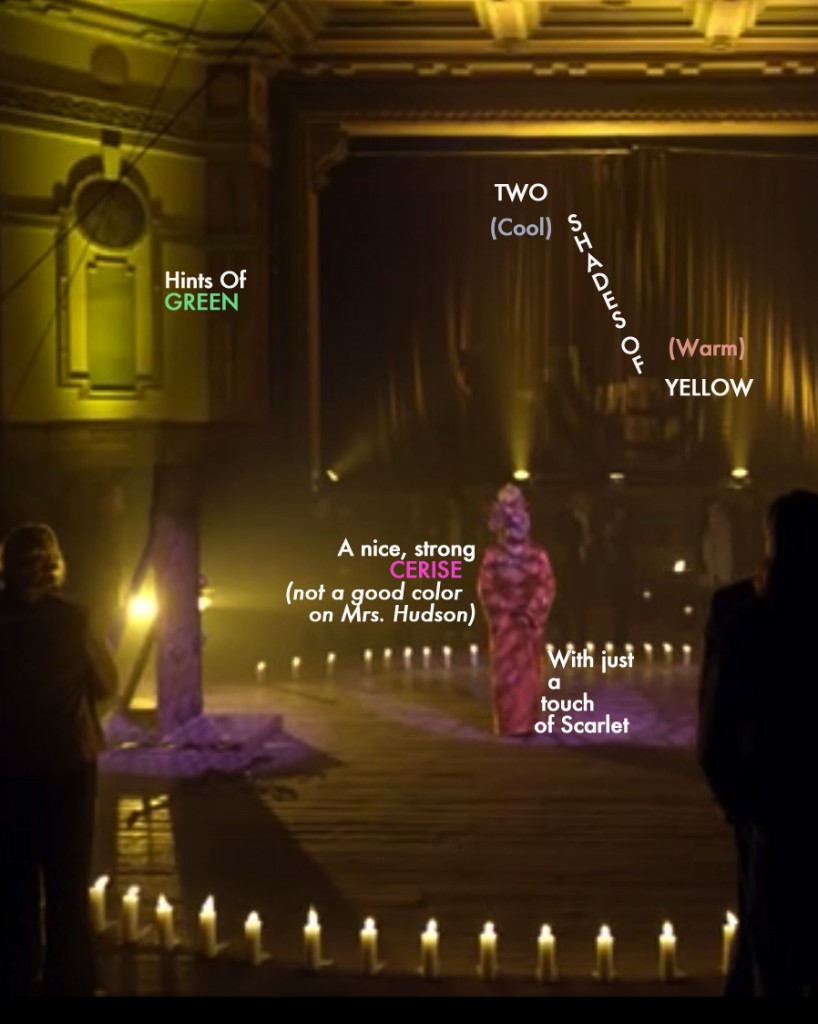 TWO
(Cool)
SHADES OF
(Warm)
YELLOW
Hints Of
GREEN
A nice, strong
CERISE
(not a good color
on Mrs. Hudson)
With just
a
touch
of Scarlet